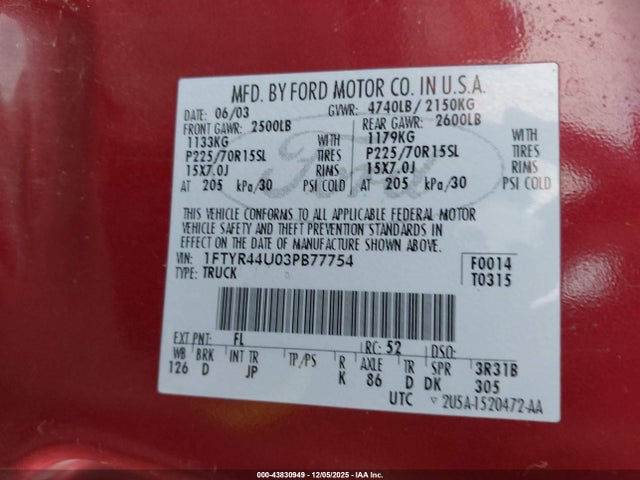 MFD. BY FORD MOTOR CO. IN U.S.A.
DATE: 06/03 GVWR: 4740LB/ 2150KG
FRONT GAWR: 2500LB REAR GAWR: 2600LB
1133KG WITH 1179KG WITH
P225/70R15SL TIRES P225/70R15SL TIRES
15X7.0J RIMS 15X7.0J RIMS
AT 205 kPa/30 PSI COLD AT 205 kPa/30 PSI COLD
THIS VEHICLE CONFORMS TO ALL APPLICABLE FEDERAL MOTOR
VEHICLE SAFETY AND THEFT PREVENTION STANDARDS IN
EFFECT ON THE DATE OF MANUFACTURE SHOWN ABOVE.
VIN: 1FTYR44U03PB77754 F0014
TYPE: TRUCK T0315
EXT PNT: FL RC: 52 DSO:
WB BRK INT TR TP/PS R AXLE TR SPR 3R31B
126 D JP K 86 D DK 305
UTC ▽ 2U5A-1520472-AA
Ford
000-43830949 - 12/05/2025 - IAA Inc.